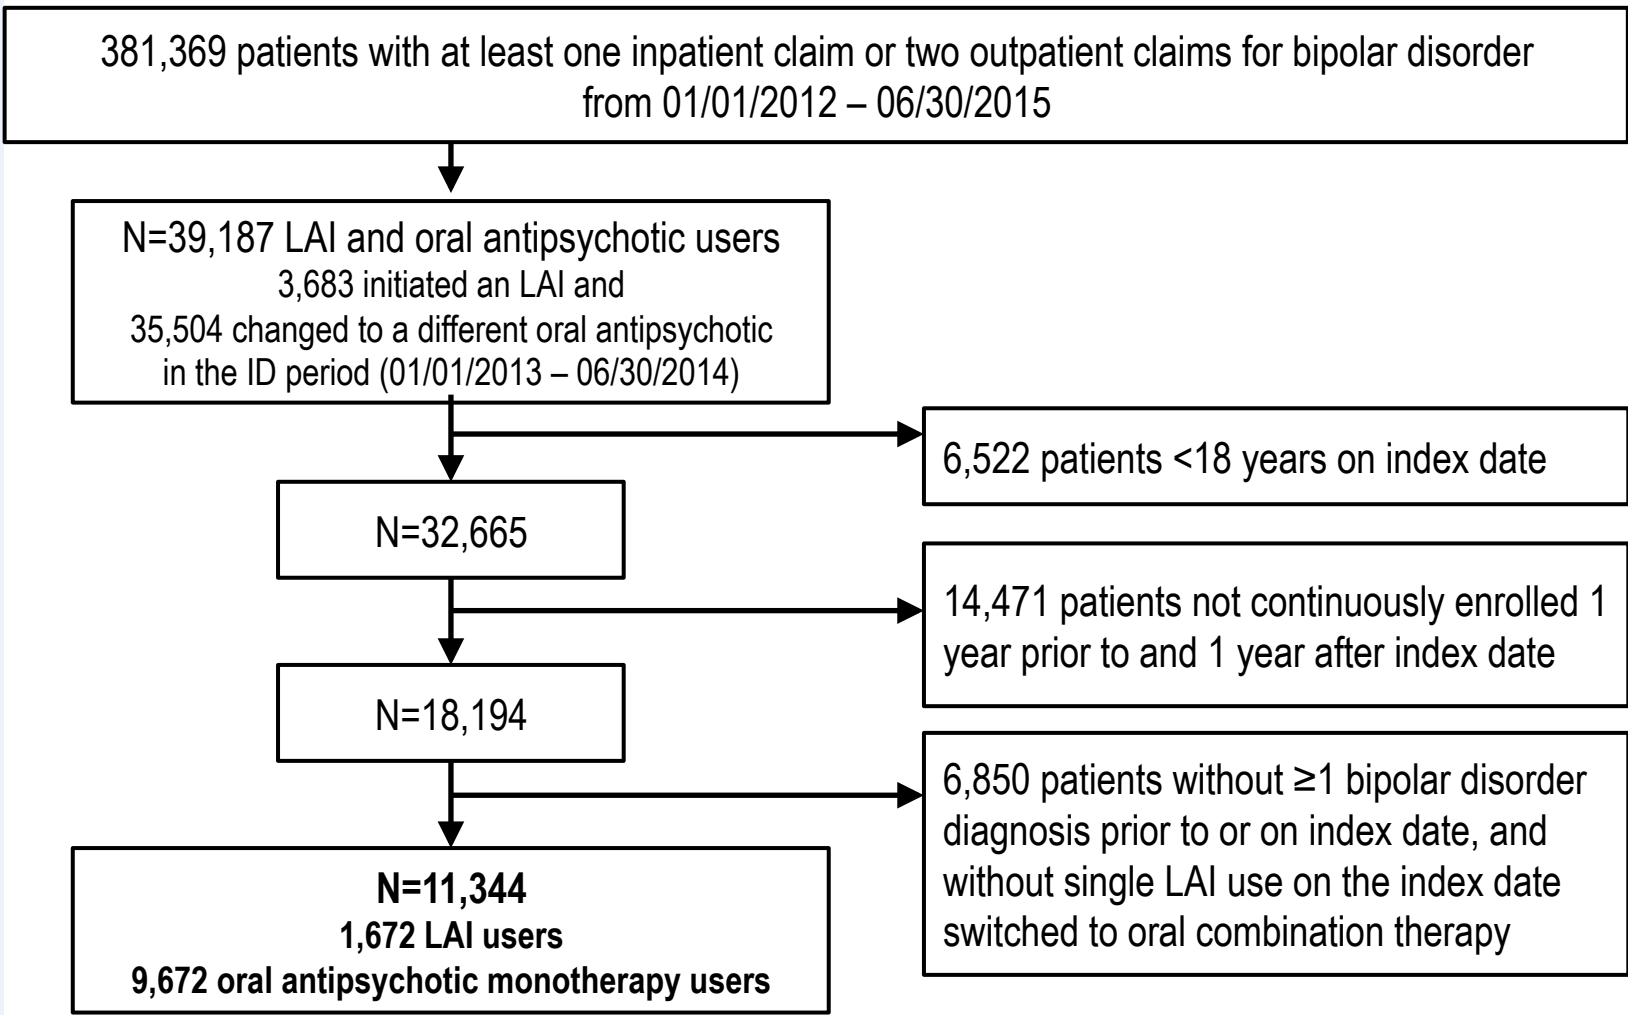 381,369 patients with at least one inpatient claim or two outpatient claims for bipolar disorder
from 01/01/2012 – 06/30/2015
N=39,187 LAI and oral antipsychotic users
3,683 initiated an LAI and
35,504 changed to a different oral antipsychotic
in the ID period (01/01/2013 – 06/30/2014)
6,522 patients <18 years on index date
N=32,665
14,471 patients not continuously enrolled 1
year prior to and 1 year after index date
N=18,194
6,850 patients without ≥1 bipolar disorder
diagnosis prior to or on index date, and
without single LAI use on the index date
switched to oral combination therapy
N=11,344
1,672 LAI users
9,672 oral antipsychotic monotherapy users